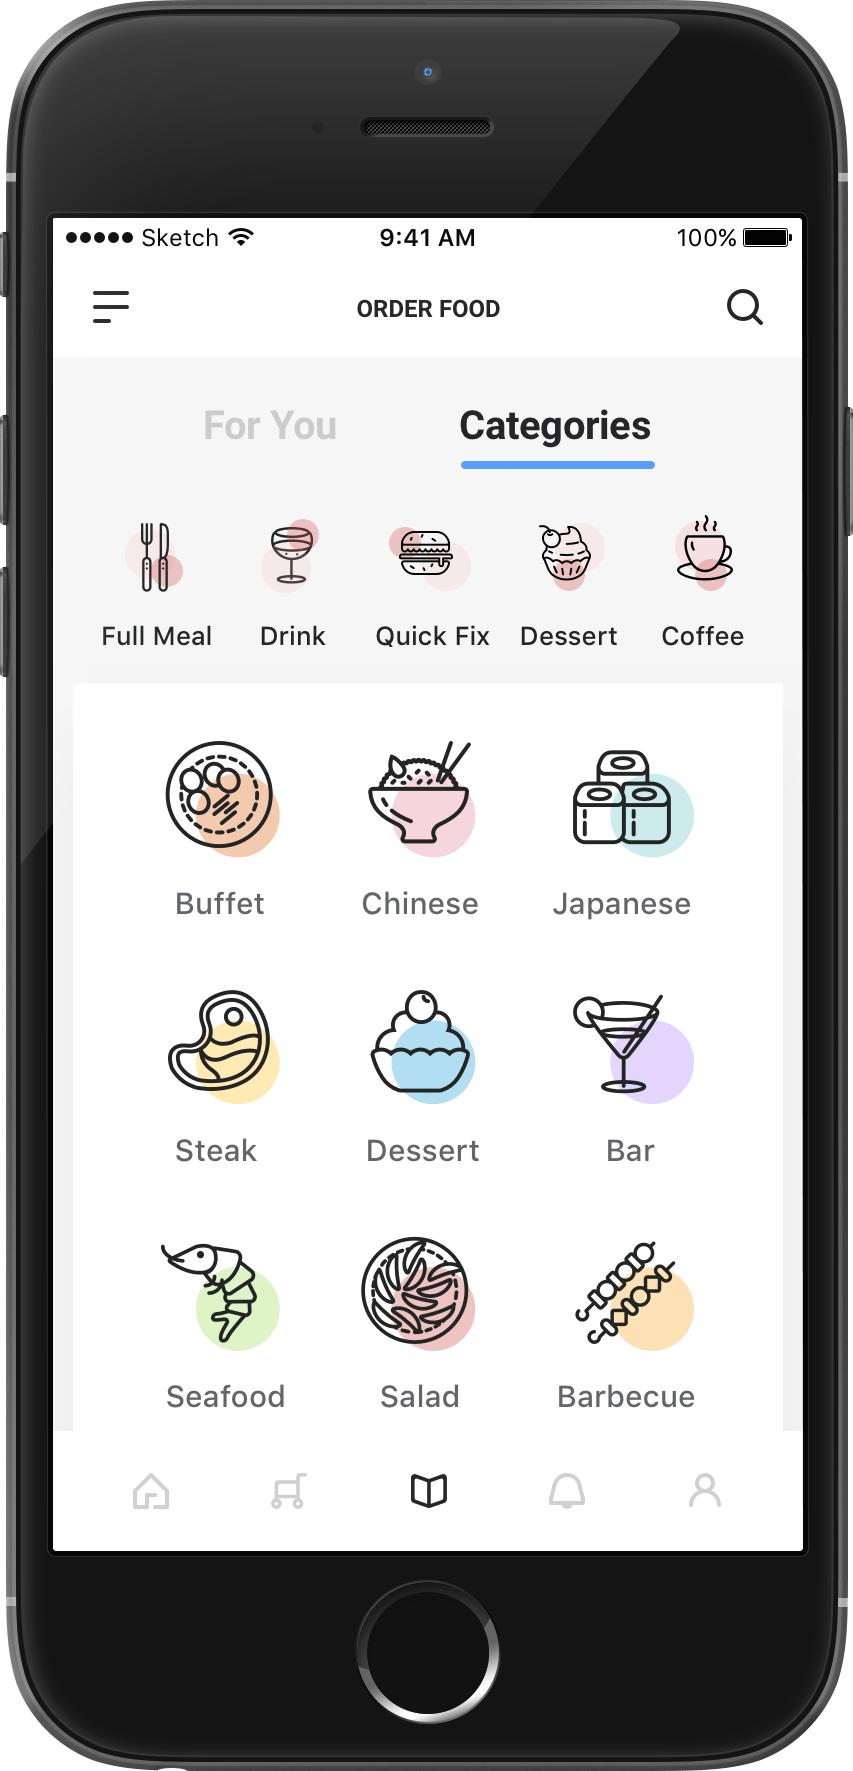 Sketch 9:41 AM 100%
ORDER FOOD
For You Categories
Full Meal Drink Quick Fix Dessert Coffee
Buffet Chinese Japanese
Steak Dessert Bar
Seafood Salad Barbecue